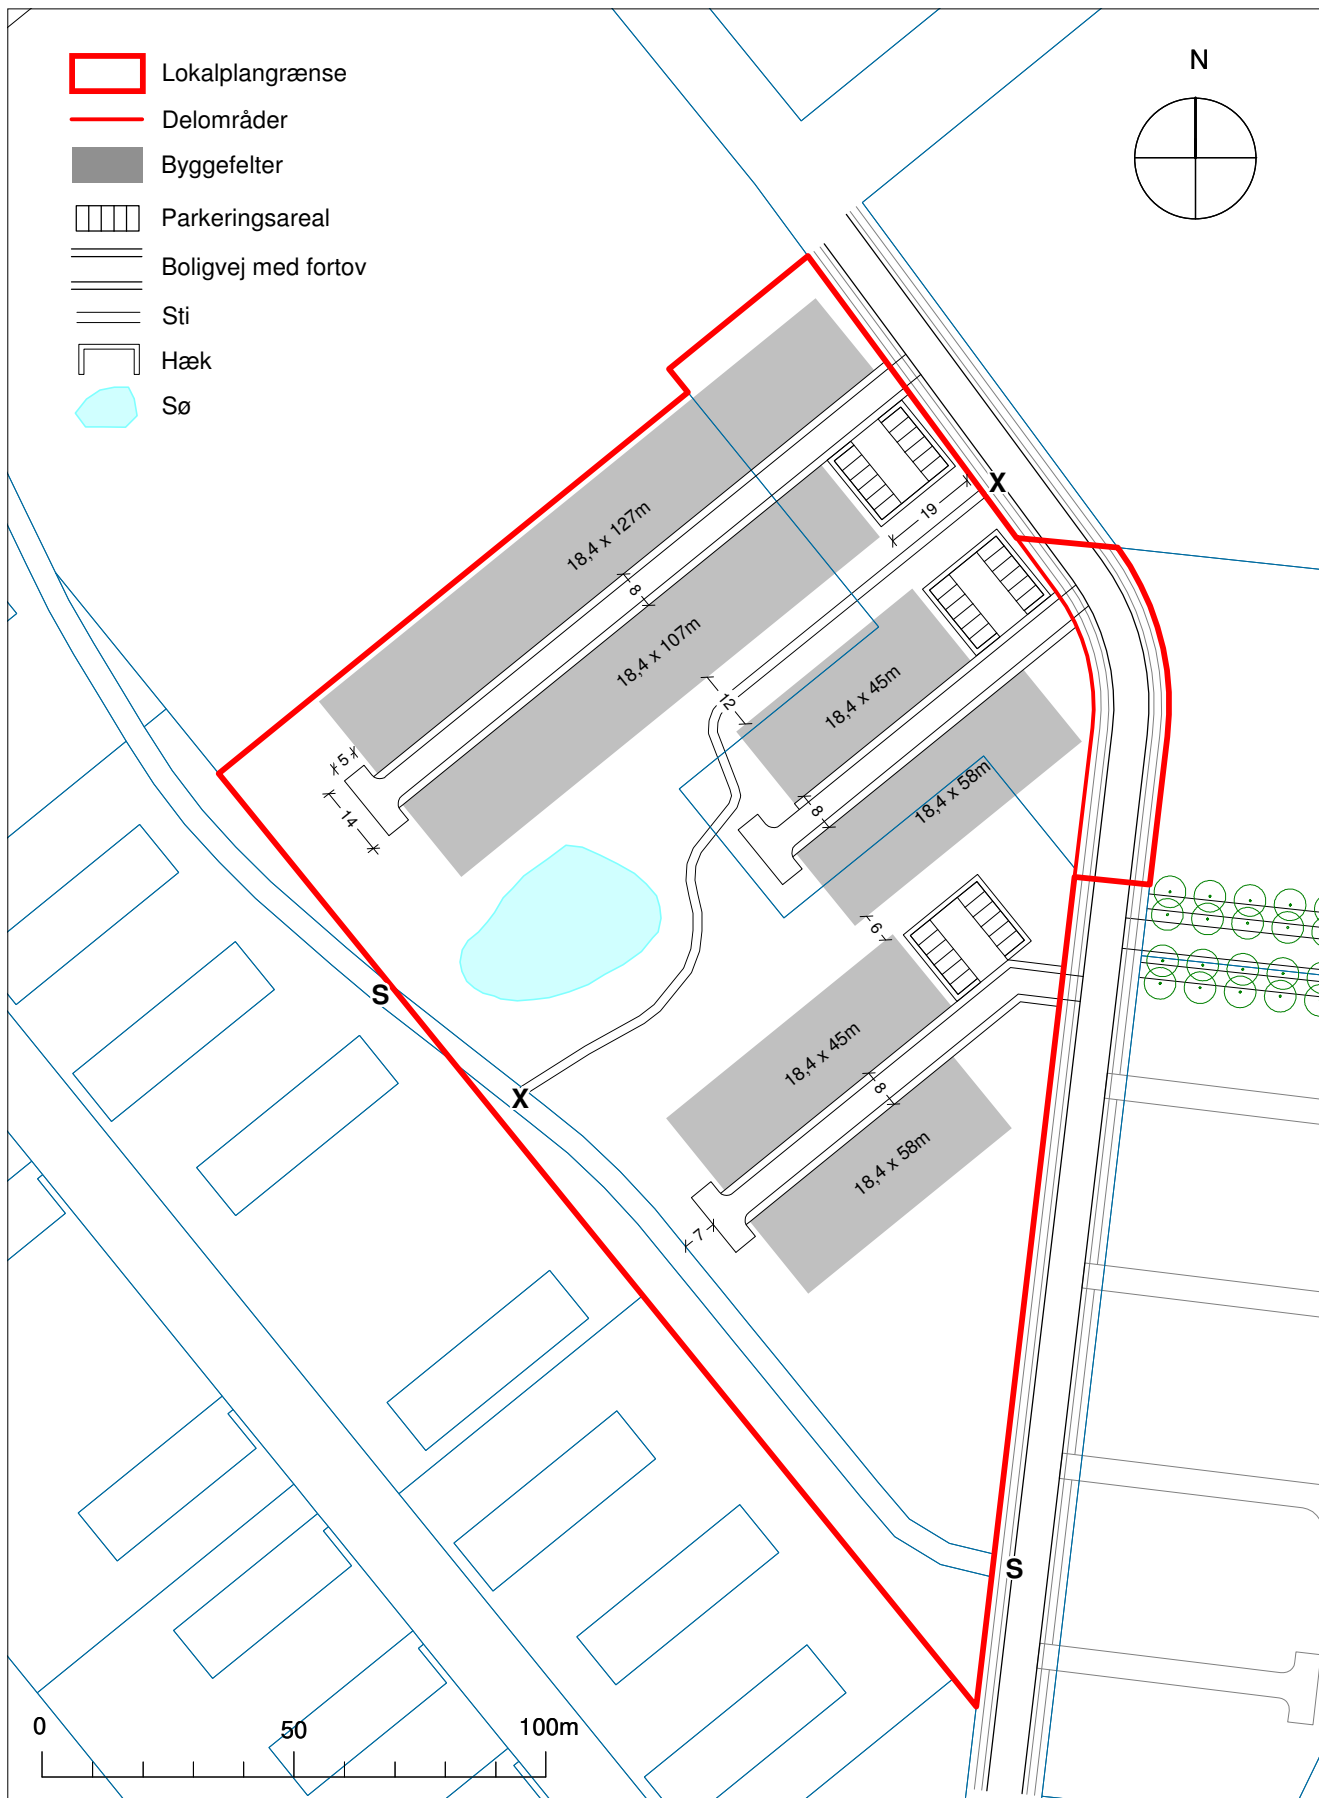 Lokalplangrænse
N
Delområder
Byggefelter
Parkeringsareal
Boligvej med fortov
Sti
Hæk
Sø
X
19
18,4 x 127m
8
18,4 x 107m
12
18,4 x 45m
5
14
8
18,4 x 58m
6
S
18,4 x 45m
8
X
18,4 x 58m
7
S
0
50
100m